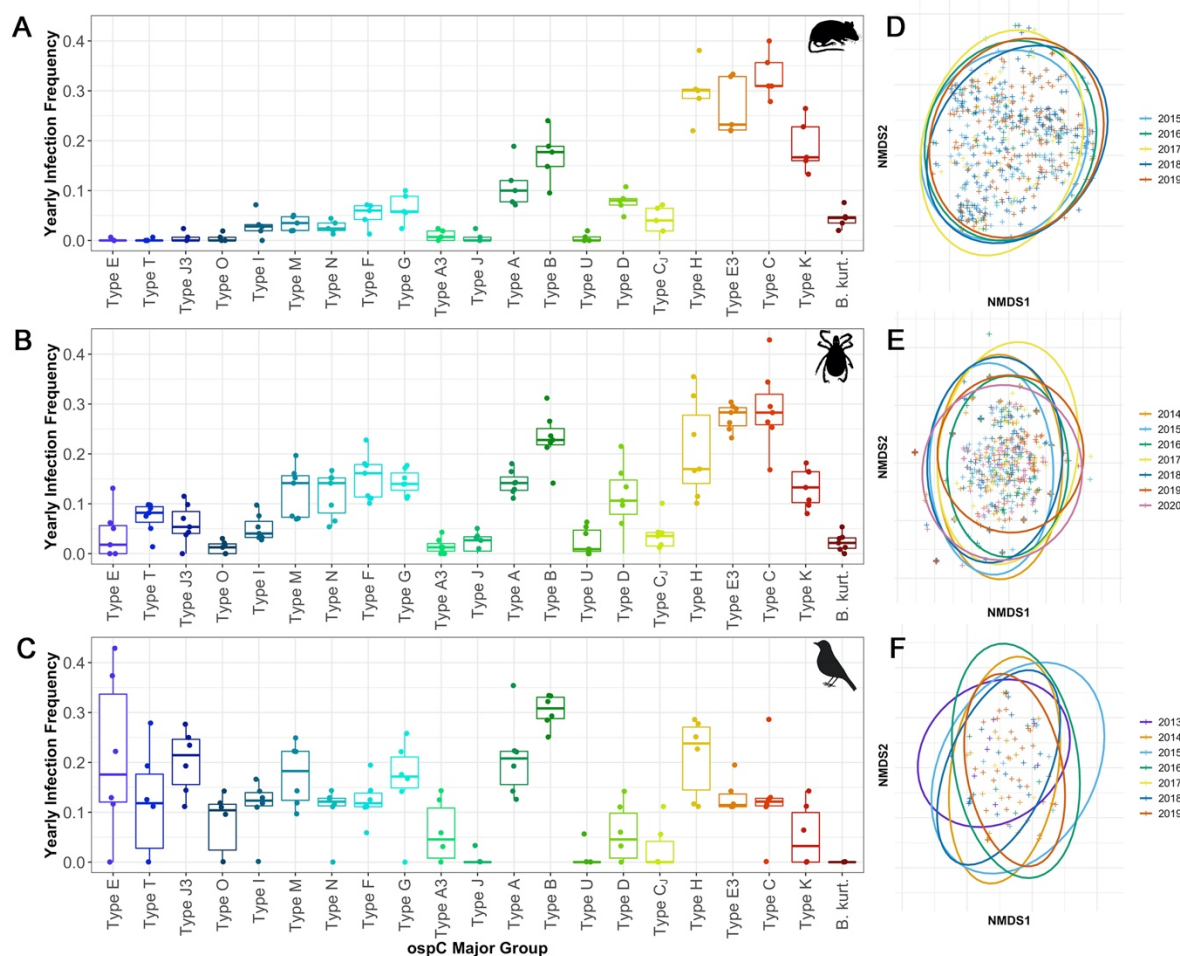 A
Yearly Infection Frequency
0.4
0.3
0.2
0.1
0.0
Type E
Type T
Type J3
Type O
Type I
Type M
Type N
Type F
Type G
Type A3
Type J
Type A
Type B
Type U
Type D
Type CJ
Type H
Type E3
Type C
Type K
B. kurt.
D
NMDS2
NMDS1
2015
2016
2017
2018
2019
B
Yearly Infection Frequency
0.4
0.3
0.2
0.1
0.0
Type E
Type T
Type J3
Type O
Type I
Type M
Type N
Type F
Type G
Type A3
Type J
Type A
Type B
Type U
Type D
Type CJ
Type H
Type E3
Type C
Type K
B. kurt.
E
NMDS2
NMDS1
2014
2015
2016
2017
2018
2019
2020
C
Yearly Infection Frequency
0.4
0.3
0.2
0.1
0.0
Type E
Type T
Type J3
Type O
Type I
Type M
Type N
Type F
Type G
Type A3
Type J
Type A
Type B
Type U
Type D
Type CJ
Type H
Type E3
Type C
Type K
B. kurt.
ospC Major Group
F
NMDS2
NMDS1
2013
2014
2015
2016
2017
2018
2019